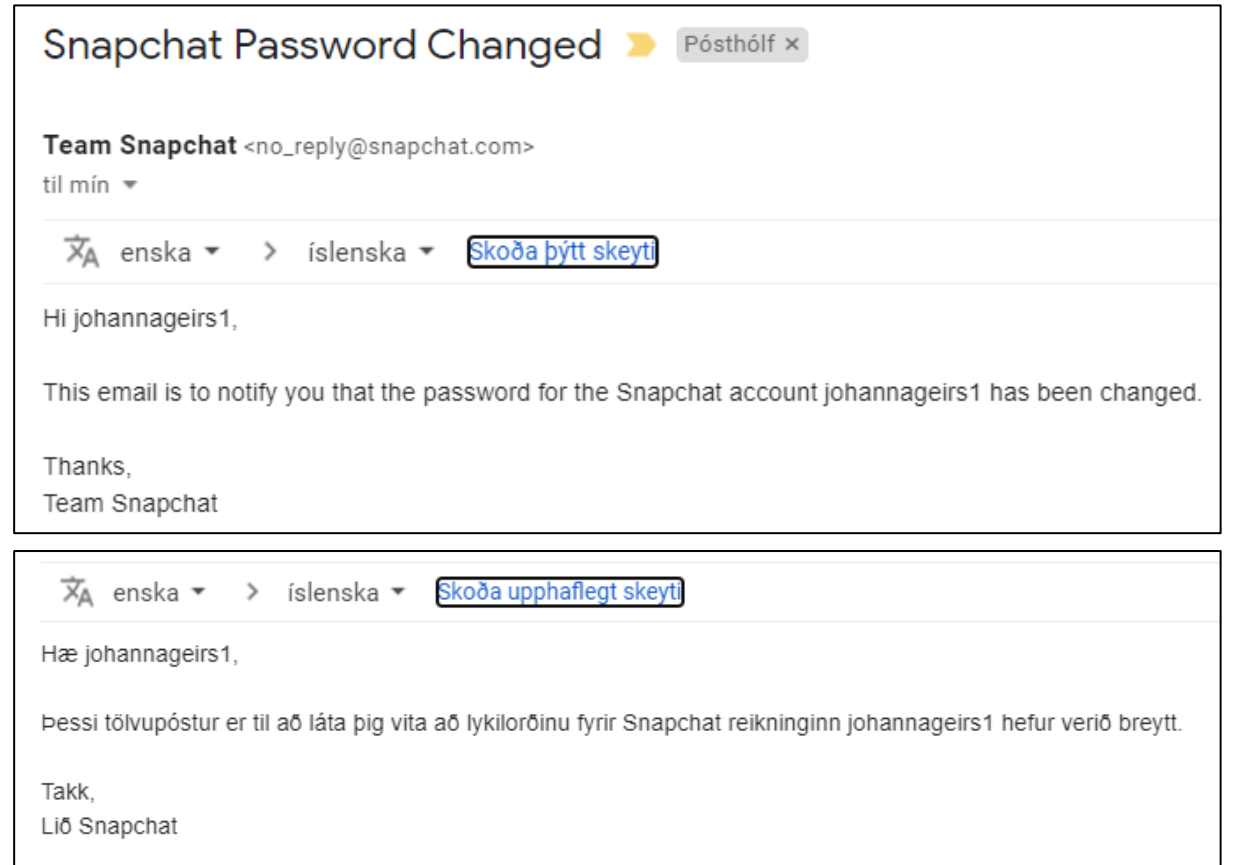 Snapchat Password Changed Pósthólf ×
Team Snapchat <no_reply@snapchat.com>
til mín
enska > íslenska Skoða þýtt skeyti
Hi johannageirs1,
This email is to notify you that the password for the Snapchat account johannageirs1 has been changed.
Thanks,
Team Snapchat
enska > íslenska Skoða upphaflegt skeyti
Hæ johannageirs1,
Þessi tölvupóstur er til að láta þig vita að lykilorðinu fyrir Snapchat reikninginn johannageirs1 hefur verið breytt.
Takk,
Lið Snapchat